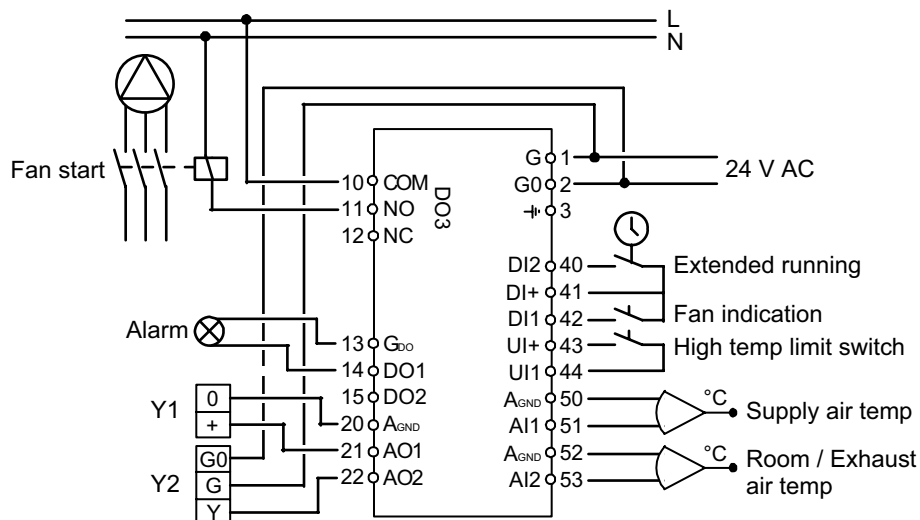 L
N
Fan start
10 COM
11 NO
12 NC
DO3
G 1
G0 2
3
24 V AC
DI2 40 Extended running
DI+ 41
DI1 42 Fan indication
UI+ 43 High temp limit switch
UI1 44
Alarm
13 GDO
14 DO1
15 DO2
20 AGND
21 AO1
22 AO2
Y1
0
+
Y2
G0
G
Y
AGND 50
AI1 51
°C
Supply air temp
AGND 52
AI2 53
°C
Room / Exhaust
air temp